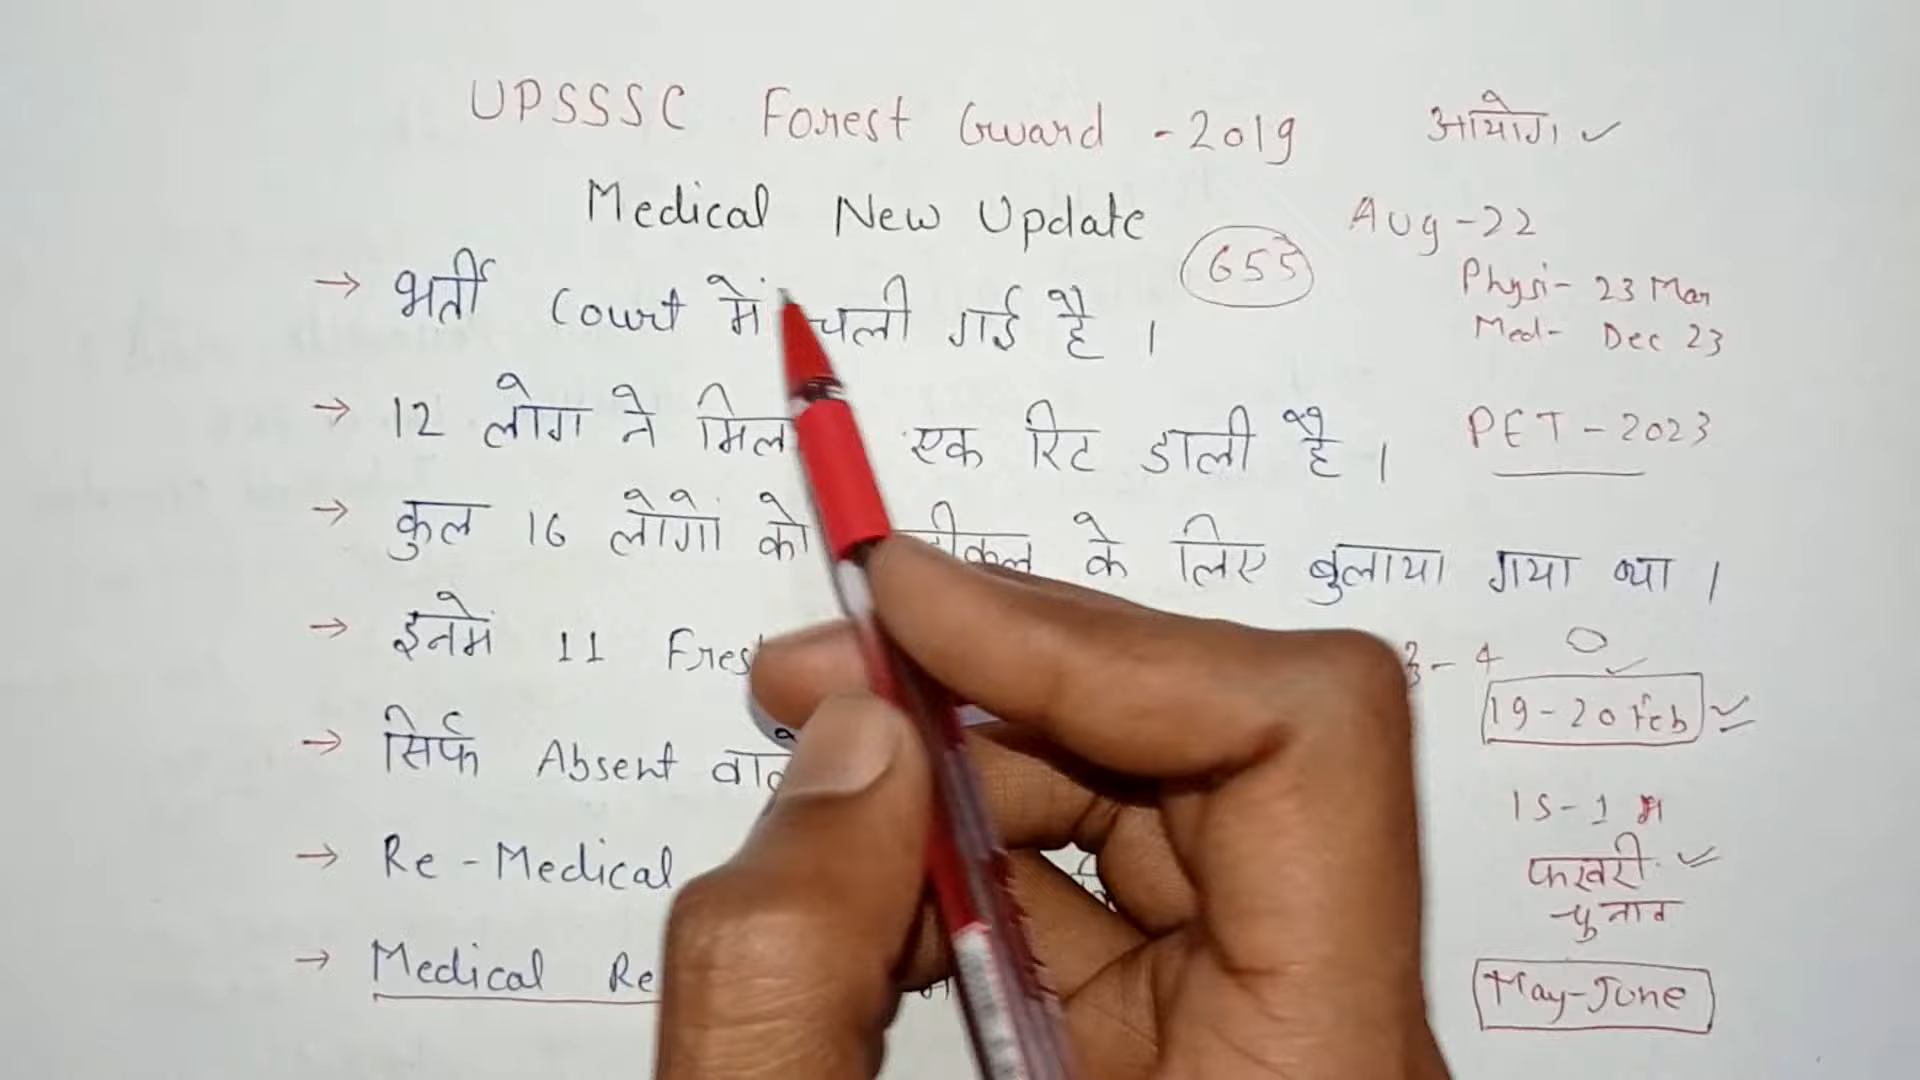 UPSSSC Forest Guard - 2019
आयोग
Medical New Update
655
Aug - 22
Physi - 23 Mar
Med - Dec 23
→ भर्ती Court में चली गई है ।
→ 12 लोग ने एक रिट डाली है ।
PET - 2023
→ कुल 16 लोगों को के लिए बुलाया गया था ।
→ इनमें 11
3 - 4
19 - 20 Feb
→ सिर्फ Absent
15 - 1 म
→ Re - Medical
फरवरी
चुनाव
→ Medical
May - June